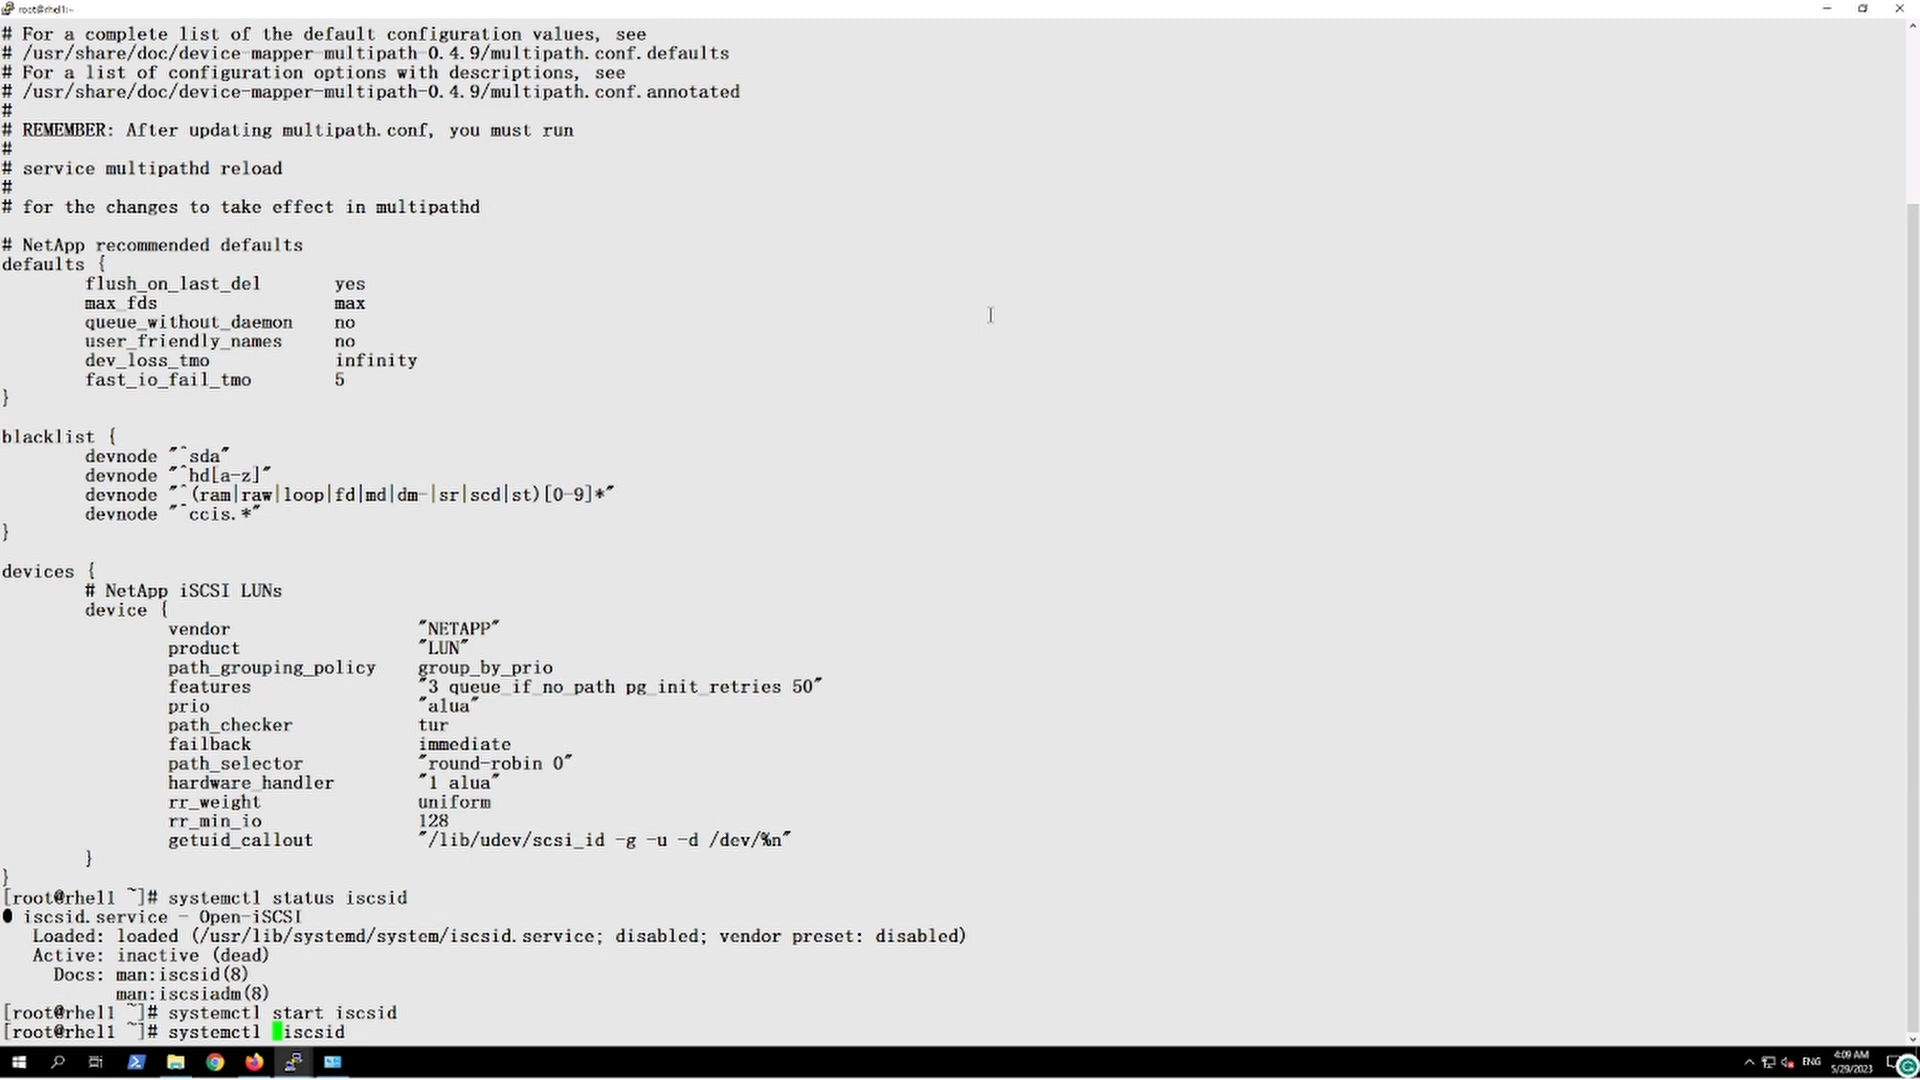 root@rhel1:~
# For a complete list of the default configuration values, see
# /usr/share/doc/device-mapper-multipath-0.4.9/multipath.conf.defaults
# For a list of configuration options with descriptions, see
# /usr/share/doc/device-mapper-multipath-0.4.9/multipath.conf.annotated
#
# REMEMBER: After updating multipath.conf, you must run
#
# service multipathd reload
#
# for the changes to take effect in multipathd
# NetApp recommended defaults
defaults {
flush_on_last_del yes
max_fds max
queue_without_daemon no
user_friendly_names no
dev_loss_tmo infinity
fast_io_fail_tmo 5
}
blacklist {
devnode "^sda"
devnode "^hd[a-z]"
devnode "^(ram|raw|loop|fd|md|dm-|sr|scd|st)[0-9]*"
devnode "^ccis.*"
}
devices {
# NetApp iSCSI LUNs
device {
vendor "NETAPP"
product "LUN"
path_grouping_policy group_by_prio
features "3 queue_if_no_path pg_init_retries 50"
prio "alua"
path_checker tur
failback immediate
path_selector "round-robin 0"
hardware_handler "1 alua"
rr_weight uniform
rr_min_io 128
getuid_callout "/lib/udev/scsi_id -g -u -d /dev/%n"
}
}
[root@rhel1 ~]# systemctl status iscsid
● iscsid.service - Open-iSCSI
Loaded: loaded (/usr/lib/systemd/system/iscsid.service; disabled; vendor preset: disabled)
Active: inactive (dead)
Docs: man:iscsid(8)
man:iscsiadm(8)
[root@rhel1 ~]# systemctl start iscsid
[root@rhel1 ~]# systemctl iscsid
ENG
4:09 AM
5/29/2023